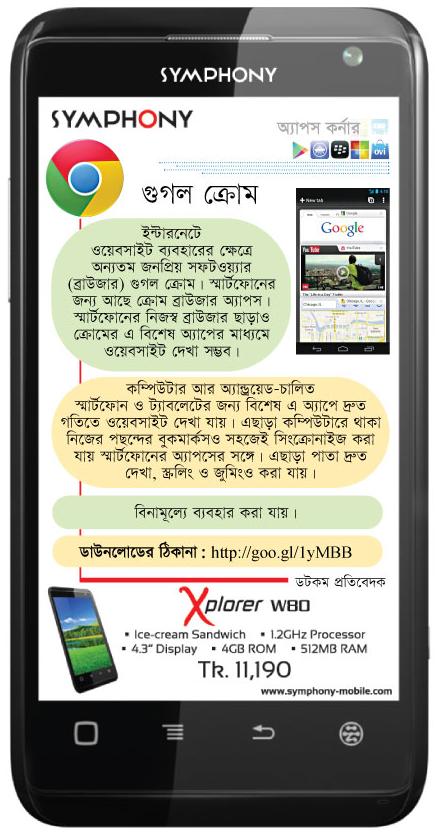 SYMPHONY
SYMPHONY
অ্যাপস কর্নার
ovi
গুগল ক্রোম
New tab
Google
Google
YouTube
YouTube
Chicago, IL
ইন্টারনেটে
ওয়েবসাইট ব্যবহারের ক্ষেত্রে
অন্যতম জনপ্রিয় সফটওয়্যার
(ব্রাউজার) গুগল ক্রোম। স্মার্টফোনের
জন্য আছে ক্রোম ব্রাউজার অ্যাপস।
স্মার্টফোনের নিজস্ব ব্রাউজার ছাড়াও
ক্রোমের এ বিশেষ অ্যাপের মাধ্যমে
ওয়েবসাইট দেখা সম্ভব।
কম্পিউটার আর অ্যান্ড্রয়েড-চালিত
স্মার্টফোন ও ট্যাবলেটের জন্য বিশেষ এ অ্যাপে দ্রুত
গতিতে ওয়েবসাইট দেখা যায়। এছাড়া কম্পিউটারে থাকা
নিজের পছন্দের বুকমার্কসও সহজেই সিংক্রোনাইজ করা
যায় স্মার্টফোনের অ্যাপসের সঙ্গে। এছাড়া পাতা দ্রুত
দেখা, স্ক্রলিং ও জুমিংও করা যায়।
বিনামূল্যে ব্যবহার করা যায়।
ডাউনলোডের ঠিকানা : http://goo.gl/1yMBB
ডটকম প্রতিবেদক
Xplorer W80
▪ Ice-cream Sandwich ▪ 1.2GHz Processor
▪ 4.3" Display ▪ 4GB ROM ▪ 512MB RAM
Tk. 11,190
www.symphony-mobile.com